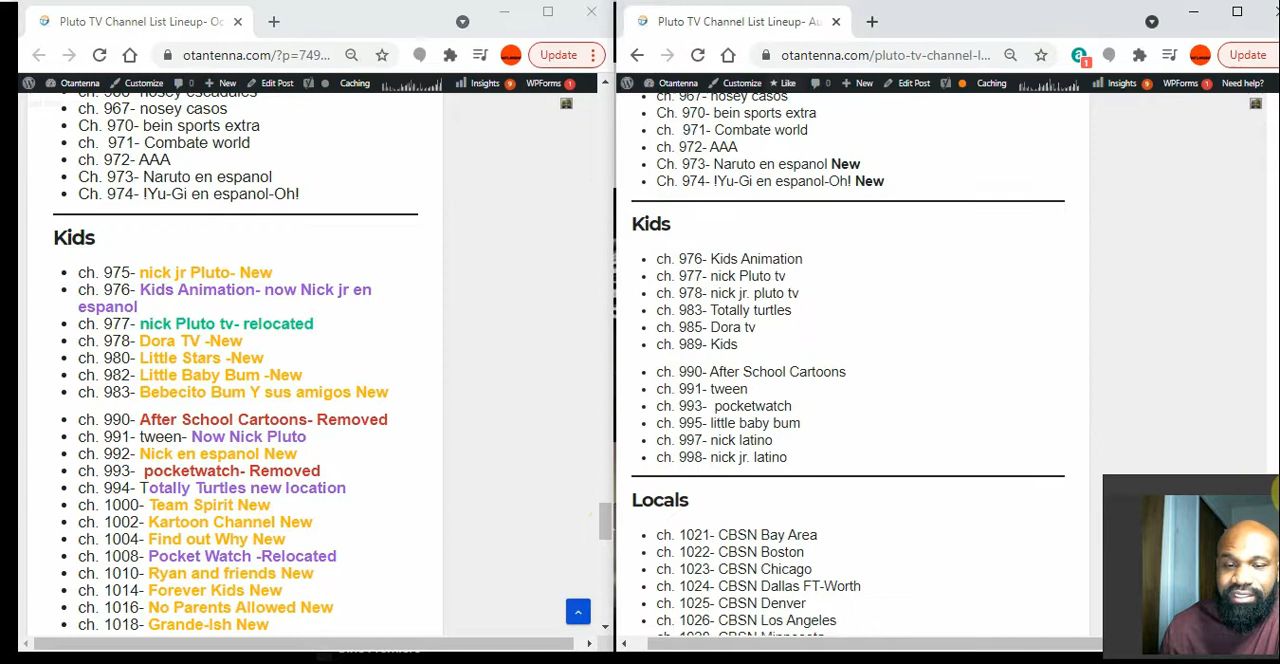 Pluto TV Channel List Lineup- Oc
otantenna.com/?p=749...
Update
Otantenna Customize 0 New Edit Post Caching Insights 9 WPForms 1
ch. 967- nosey casos
Ch. 970- bein sports extra
ch.  971- Combate world
ch. 972- AAA
Ch. 973- Naruto en espanol
Ch. 974- !Yu-Gi en espanol-Oh!
Kids
ch. 975- nick jr Pluto- New
ch. 976- Kids Animation- now Nick jr en
espanol
ch. 977- nick Pluto tv- relocated
ch. 978- Dora TV -New
ch. 980- Little Stars -New
ch. 982- Little Baby Bum -New
ch. 983- Bebecito Bum Y sus amigos New
ch. 990- After School Cartoons- Removed
ch. 991- tween- Now Nick Pluto
ch. 992- Nick en espanol New
ch. 993-  pocketwatch- Removed
ch. 994- Totally Turtles new location
ch. 1000- Team Spirit New
ch. 1002- Kartoon Channel New
ch. 1004- Find out Why New
ch. 1008- Pocket Watch -Relocated
ch. 1010- Ryan and friends New
ch. 1014- Forever Kids New
ch. 1016- No Parents Allowed New
ch. 1018- Grande-Ish New
Pluto TV Channel List Lineup- Au
otantenna.com/pluto-tv-channel-l...
1
Update
Otantenna Customize Like 0 New Edit Post Caching Insights 9 WPForms 1 Need help?
ch. 967- nosey casos
Ch. 970- bein sports extra
ch.  971- Combate world
ch. 972- AAA
Ch. 973- Naruto en espanol New
Ch. 974- !Yu-Gi en espanol-Oh! New
Kids
ch. 976- Kids Animation
ch. 977- nick Pluto tv
ch. 978- nick jr. pluto tv
ch. 983- Totally turtles
ch. 985- Dora tv
ch. 989- Kids
ch. 990- After School Cartoons
ch. 991- tween
ch. 993-  pocketwatch
ch. 995- little baby bum
ch. 997- nick latino
ch. 998- nick jr. latino
Locals
ch. 1021- CBSN Bay Area
ch. 1022- CBSN Boston
ch. 1023- CBSN Chicago
ch. 1024- CBSN Dallas FT-Worth
ch. 1025- CBSN Denver
ch. 1026- CBSN Los Angeles